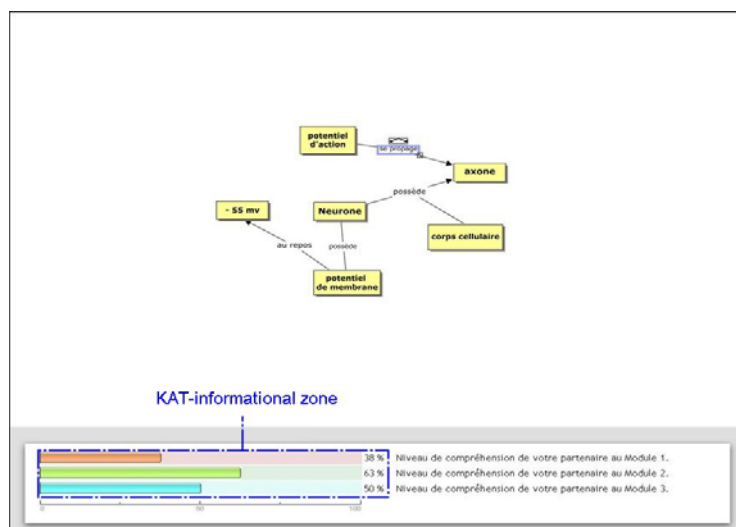 potentiel
d'action
se propage
axone
possède
- 55 mv
Neurone
corps cellulaire
au repos
possède
potentiel
de membrane
KAT-informational zone
38 % Niveau de compréhension de votre partenaire au Module 1.
63 % Niveau de compréhension de votre partenaire au Module 2.
50 % Niveau de compréhension de votre partenaire au Module 3.
0 50 100